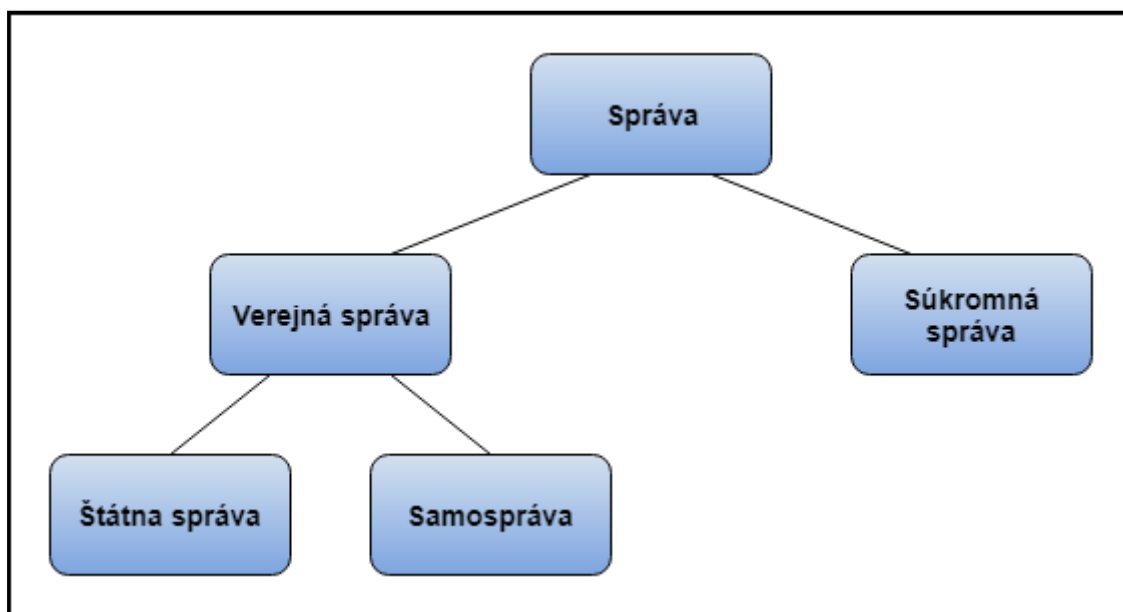 Správa
Verejná správa
Súkromná
správa
Štátna správa
Samospráva